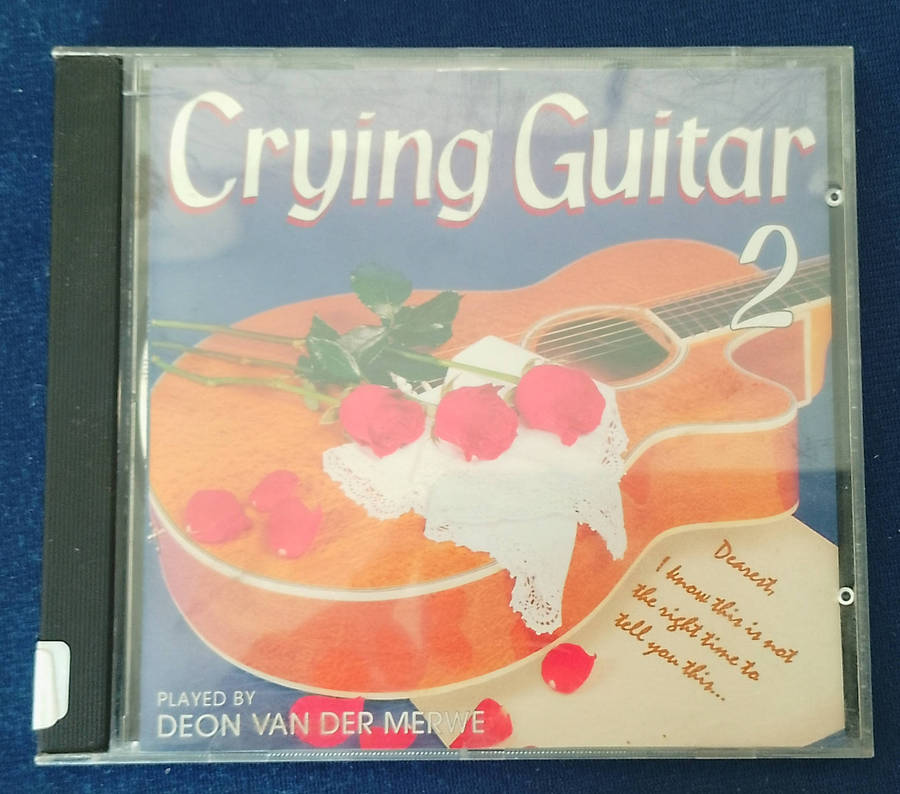 Crying Guitar
2
Dearest,
I know this is not
the right time to
tell you this...
PLAYED BY
DEON VAN DER MERWE